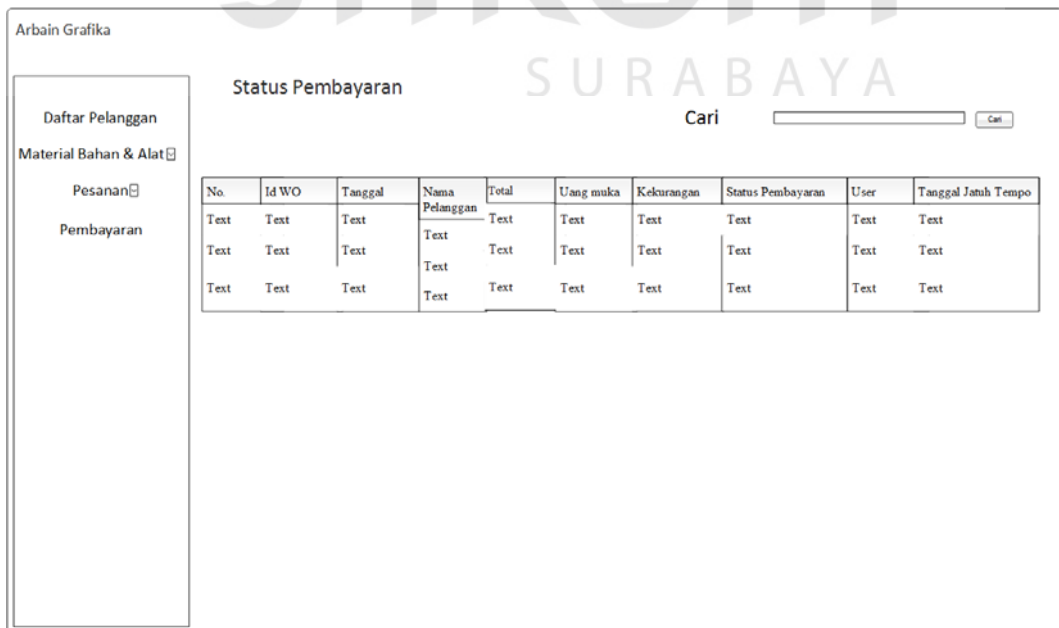 Arbain Grafika
SURABAYA
Status Pembayaran
Cari
Cari
Daftar Pelanggan
Material Bahan & Alat
Pesanan
Pembayaran
No. Id WO Tanggal Nama Pelanggan Total Uang muka Kekurangan Status Pembayaran User Tanggal Jatuh Tempo
Text Text Text Text Text Text Text Text Text Text
Text Text Text Text Text Text Text Text Text Text
Text Text Text Text Text Text Text Text Text Text